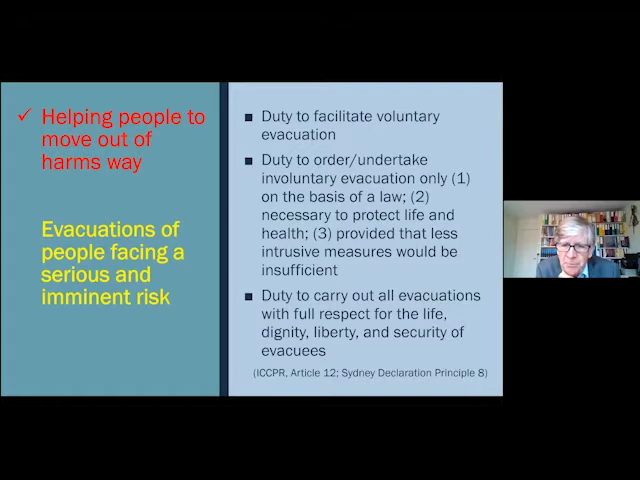 ✓ Helping people to
move out of
harms way
Evacuations of
people facing a
serious and
imminent risk
■ Duty to facilitate voluntary
evacuation
■ Duty to order/undertake
involuntary evacuation only (1)
on the basis of a law; (2)
necessary to protect life and
health; (3) provided that less
intrusive measures would be
insufficient
■ Duty to carry out all evacuations
with full respect for the life,
dignity, liberty, and security of
evacuees
(ICCPR, Article 12; Sydney Declaration Principle 8)